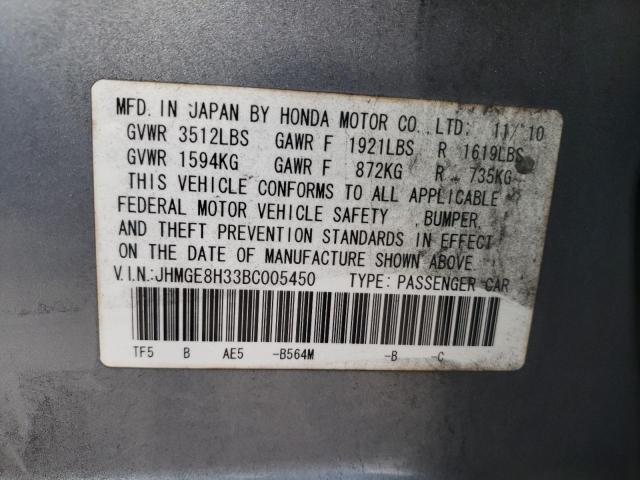 MFD. IN JAPAN BY HONDA MOTOR CO., LTD: 11/10
GVWR 3512LBS GAWR F 1921LBS R 1619LBS
GVWR 1594KG GAWR F 872KG R 735KG
THIS VEHICLE CONFORMS TO ALL APPLICABLE
FEDERAL MOTOR VEHICLE SAFETY ,BUMPER,
AND THEFT PREVENTION STANDARDS IN EFFECT
ON THE DATE OF MANUFACTURE SHOWN ABOVE.
V.I.N:JHMGE8H33BC005450 TYPE: PASSENGER CAR
TF5 B AE5 -B564M -B -C